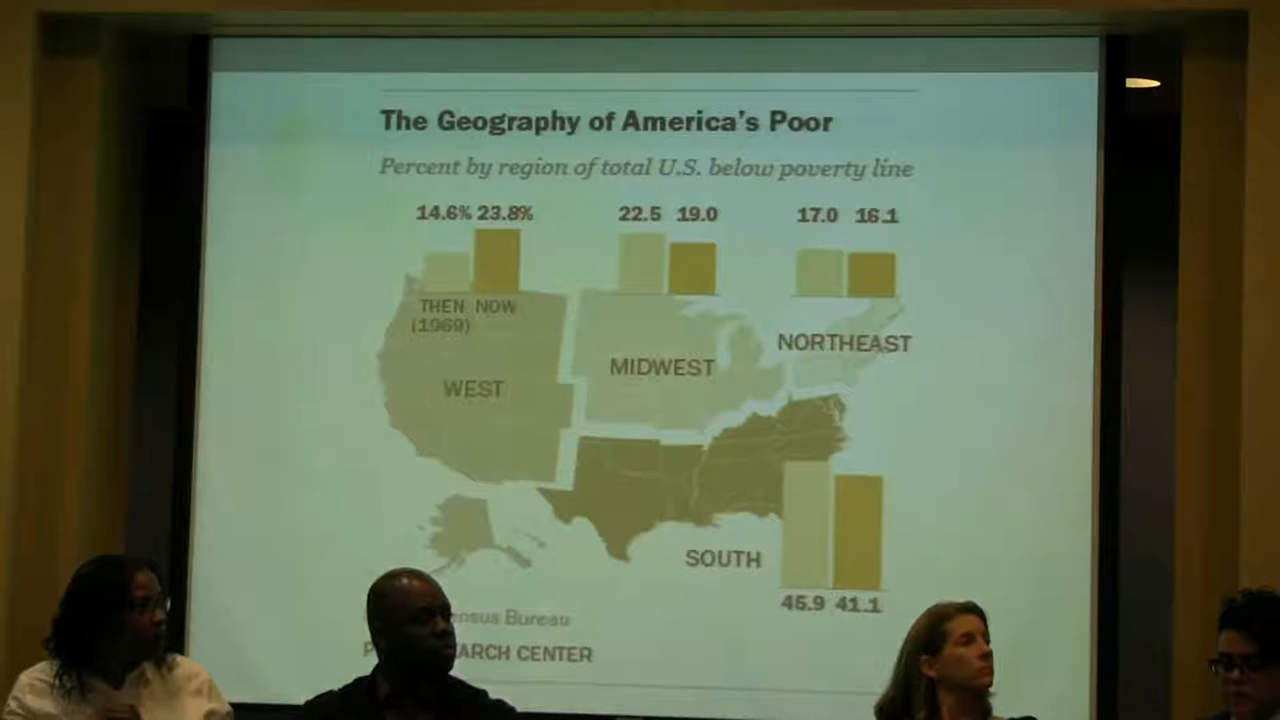 The Geography of America's Poor
Percent by region of total U.S. below poverty line
14.6% 23.8%
22.5 19.0
17.0 16.1
THEN NOW
(1969)
NORTHEAST
MIDWEST
WEST
SOUTH
45.9 41.1
Bureau
CENTER